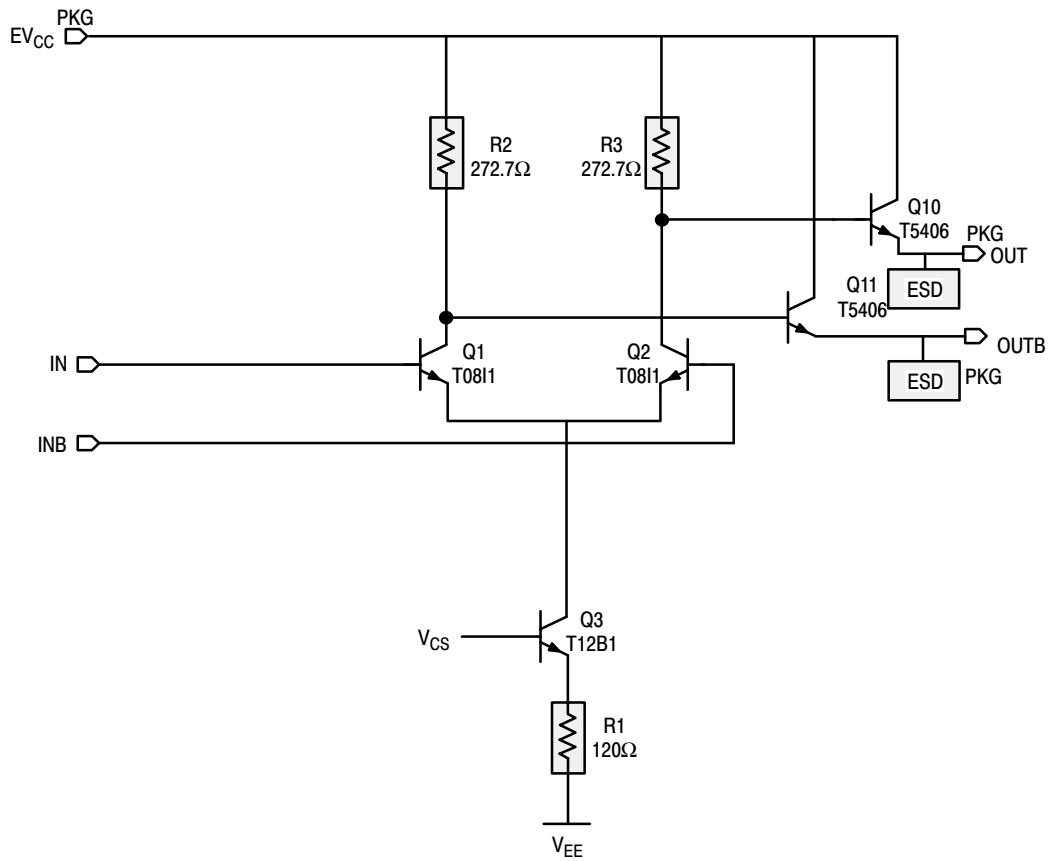 PKG
EVCC
R2
272.7Ω
R3
272.7Ω
Q10
T5406
PKG
OUT
ESD
Q11
T5406
OUTB
ESD
PKG
IN
Q1
T08I1
Q2
T08I1
INB
Q3
T12B1
VCS
R1
120Ω
VEE